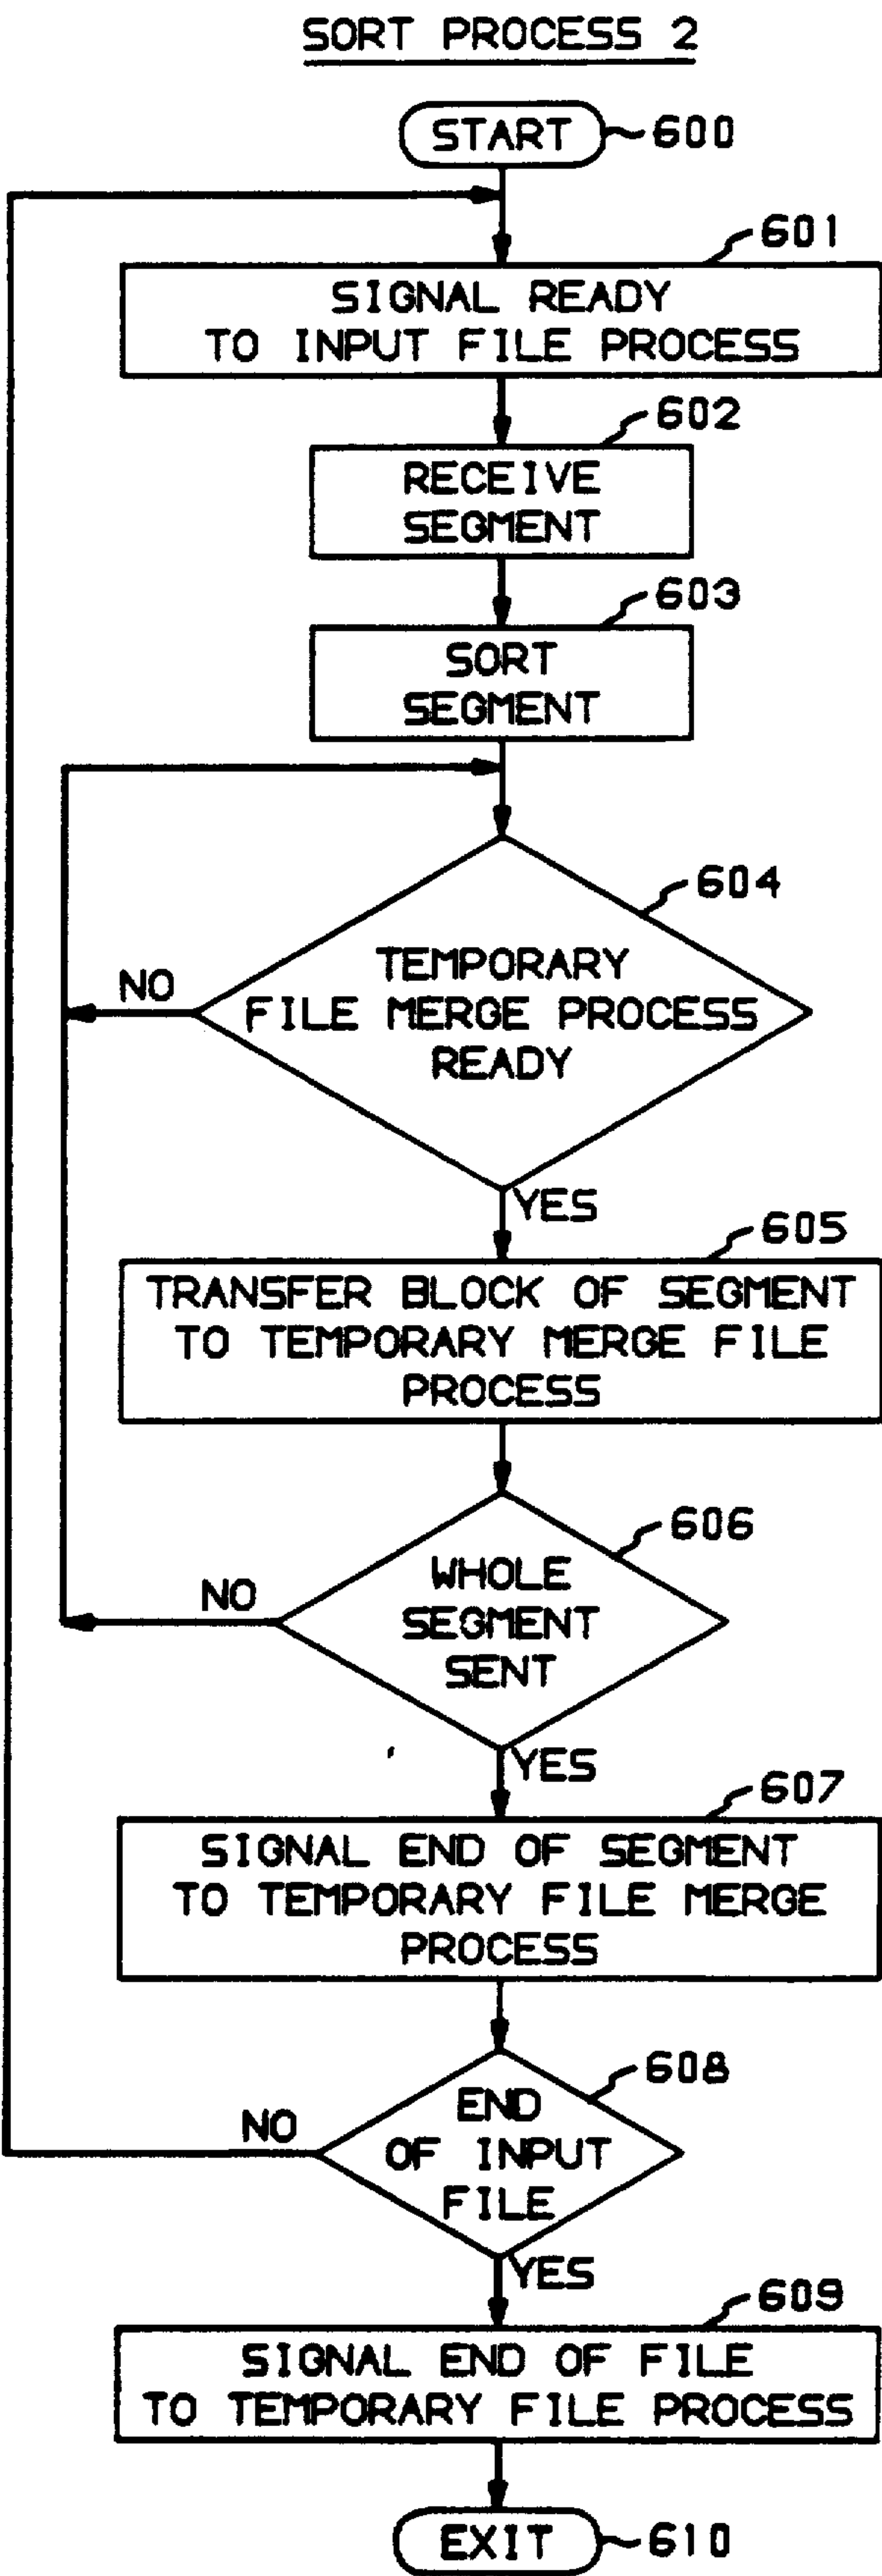 SORT PROCESS 2
START 600
601
SIGNAL READY
TO INPUT FILE PROCESS
602
RECEIVE
SEGMENT
603
SORT
SEGMENT
604
TEMPORARY
NO
FILE MERGE PROCESS
READY
YES
605
TRANSFER BLOCK OF SEGMENT
TO TEMPORARY MERGE FILE
PROCESS
606
WHOLE
NO
SEGMENT
SENT
YES
607
SIGNAL END OF SEGMENT
TO TEMPORARY FILE MERGE
PROCESS
608
END
NO
OF INPUT
FILE
YES
609
SIGNAL END OF FILE
TO TEMPORARY FILE PROCESS
EXIT 610